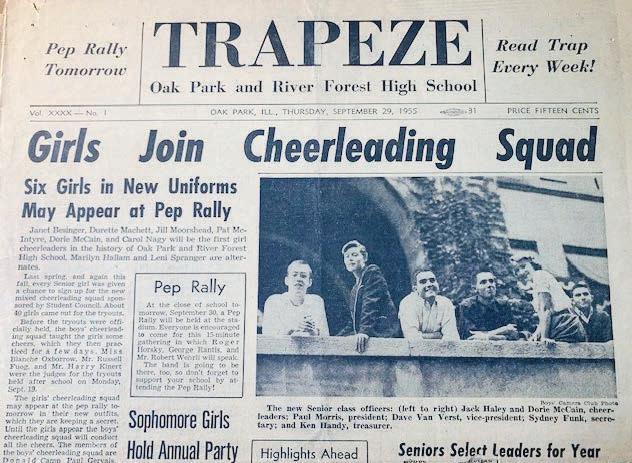 Pep Rally
Tomorrow
TRAPEZE
Oak Park and River Forest High School
Read Trap
Every Week!
Vol. XXXX — No. 1
OAK PARK, ILL., THURSDAY, SEPTEMBER 29, 1955
31
PRICE FIFTEEN CENTS
Girls Join Cheerleading Squad
Six Girls in New Uniforms
May Appear at Pep Rally
Janet Besinger, Durette Machett, Jill Moorshead, Pat Mc-
Intyre, Dorie McCain, and Carol Nagy will be the first girl
cheerleaders in the history of Oak Park and River Forest
High School. Marilyn Hallam and Leni Spranger are alter-
nates.
Last spring, and again this
fall, every Senior girl was given
a chance to sign up for the new
mixed cheerleading squad spon-
sored by Student Council. About
40 girls came out for the tryouts.
Before the tryouts were offi-
cially held, the boys' cheerlead-
ing squad taught the girls some
cheers, which they then prac-
ticed for a few days. Miss
Blanche Oxborrow, Mr. Russell
Fuog, and Mr. Harry Kinert
were the judges for the tryouts
held after school on Monday,
Sept. 19.
The girls' cheerleading squad
may appear at the pep rally to-
morrow in their new outfits,
which they are keeping a secret.
Until the girls appear the boys'
cheerleading squad will conduct
all the cheers. The members of
the boys' cheerleading squad are
Donald Camp, Paul Gervais,
Pep Rally
At the close of school to-
morrow, September 30, a Pep
Rally will be held at the sta-
dium. Everyone is encouraged
to come for this 15-minute
gathering in which Roger
Horsky, George Rantis, and
Mr. Robert Wehrli will speak.
The band is going to be
there, too, so don't forget to
support your school by at-
tending the Pep Rally!
Sophomore Girls
Hold Annual Party
Boys' Camera Club Photo
The new Senior class officers: (left to right) Jack Haley and Dorie McCain, cheer-
leaders; Paul Morris, president; Dave Van Verst, vice-president; Sydney Funk, secre-
tary; and Ken Handy, treasurer.
Highlights Ahead
Seniors Select Leaders for Year